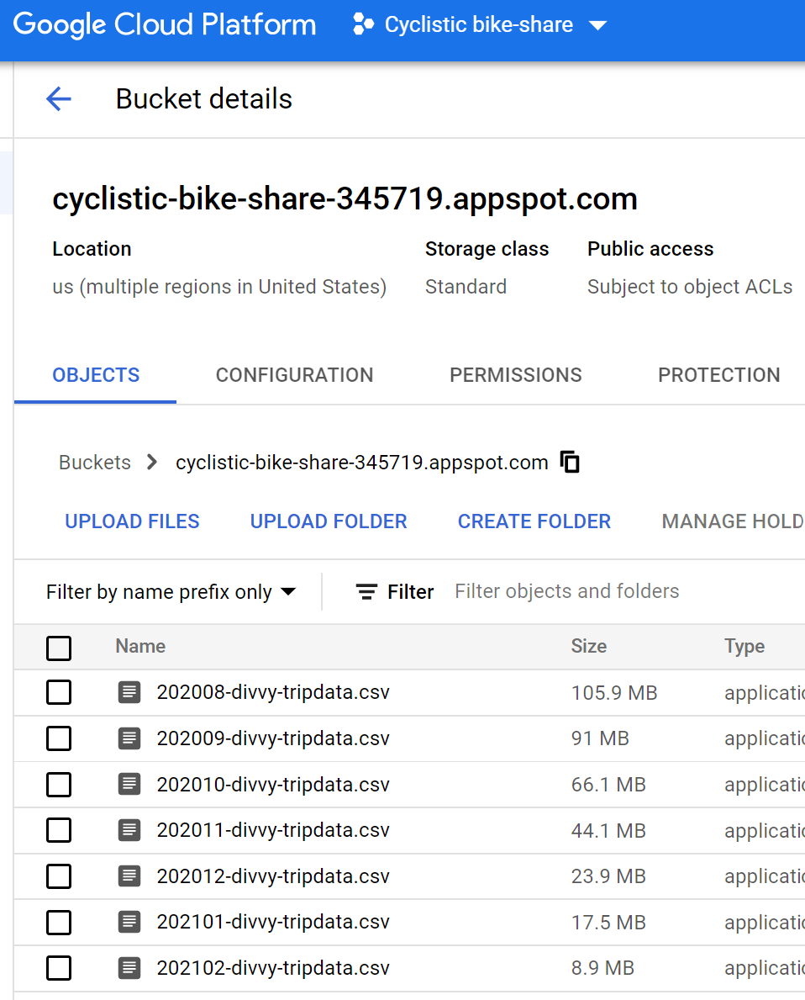 Google Cloud Platform Cyclistic bike-share
Bucket details
cyclistic-bike-share-345719.appspot.com
Location Storage class Public access
us (multiple regions in United States) Standard Subject to object ACLs
OBJECTS CONFIGURATION PERMISSIONS PROTECTION
Buckets cyclistic-bike-share-345719.appspot.com
UPLOAD FILES UPLOAD FOLDER CREATE FOLDER MANAGE HOLD
Filter by name prefix only Filter Filter objects and folders
Name Size Type
202008-divvy-tripdata.csv 105.9 MB applicatio
202009-divvy-tripdata.csv 91 MB applicatio
202010-divvy-tripdata.csv 66.1 MB applicatio
202011-divvy-tripdata.csv 44.1 MB applicatio
202012-divvy-tripdata.csv 23.9 MB applicatio
202101-divvy-tripdata.csv 17.5 MB applicatio
202102-divvy-tripdata.csv 8.9 MB applicatio